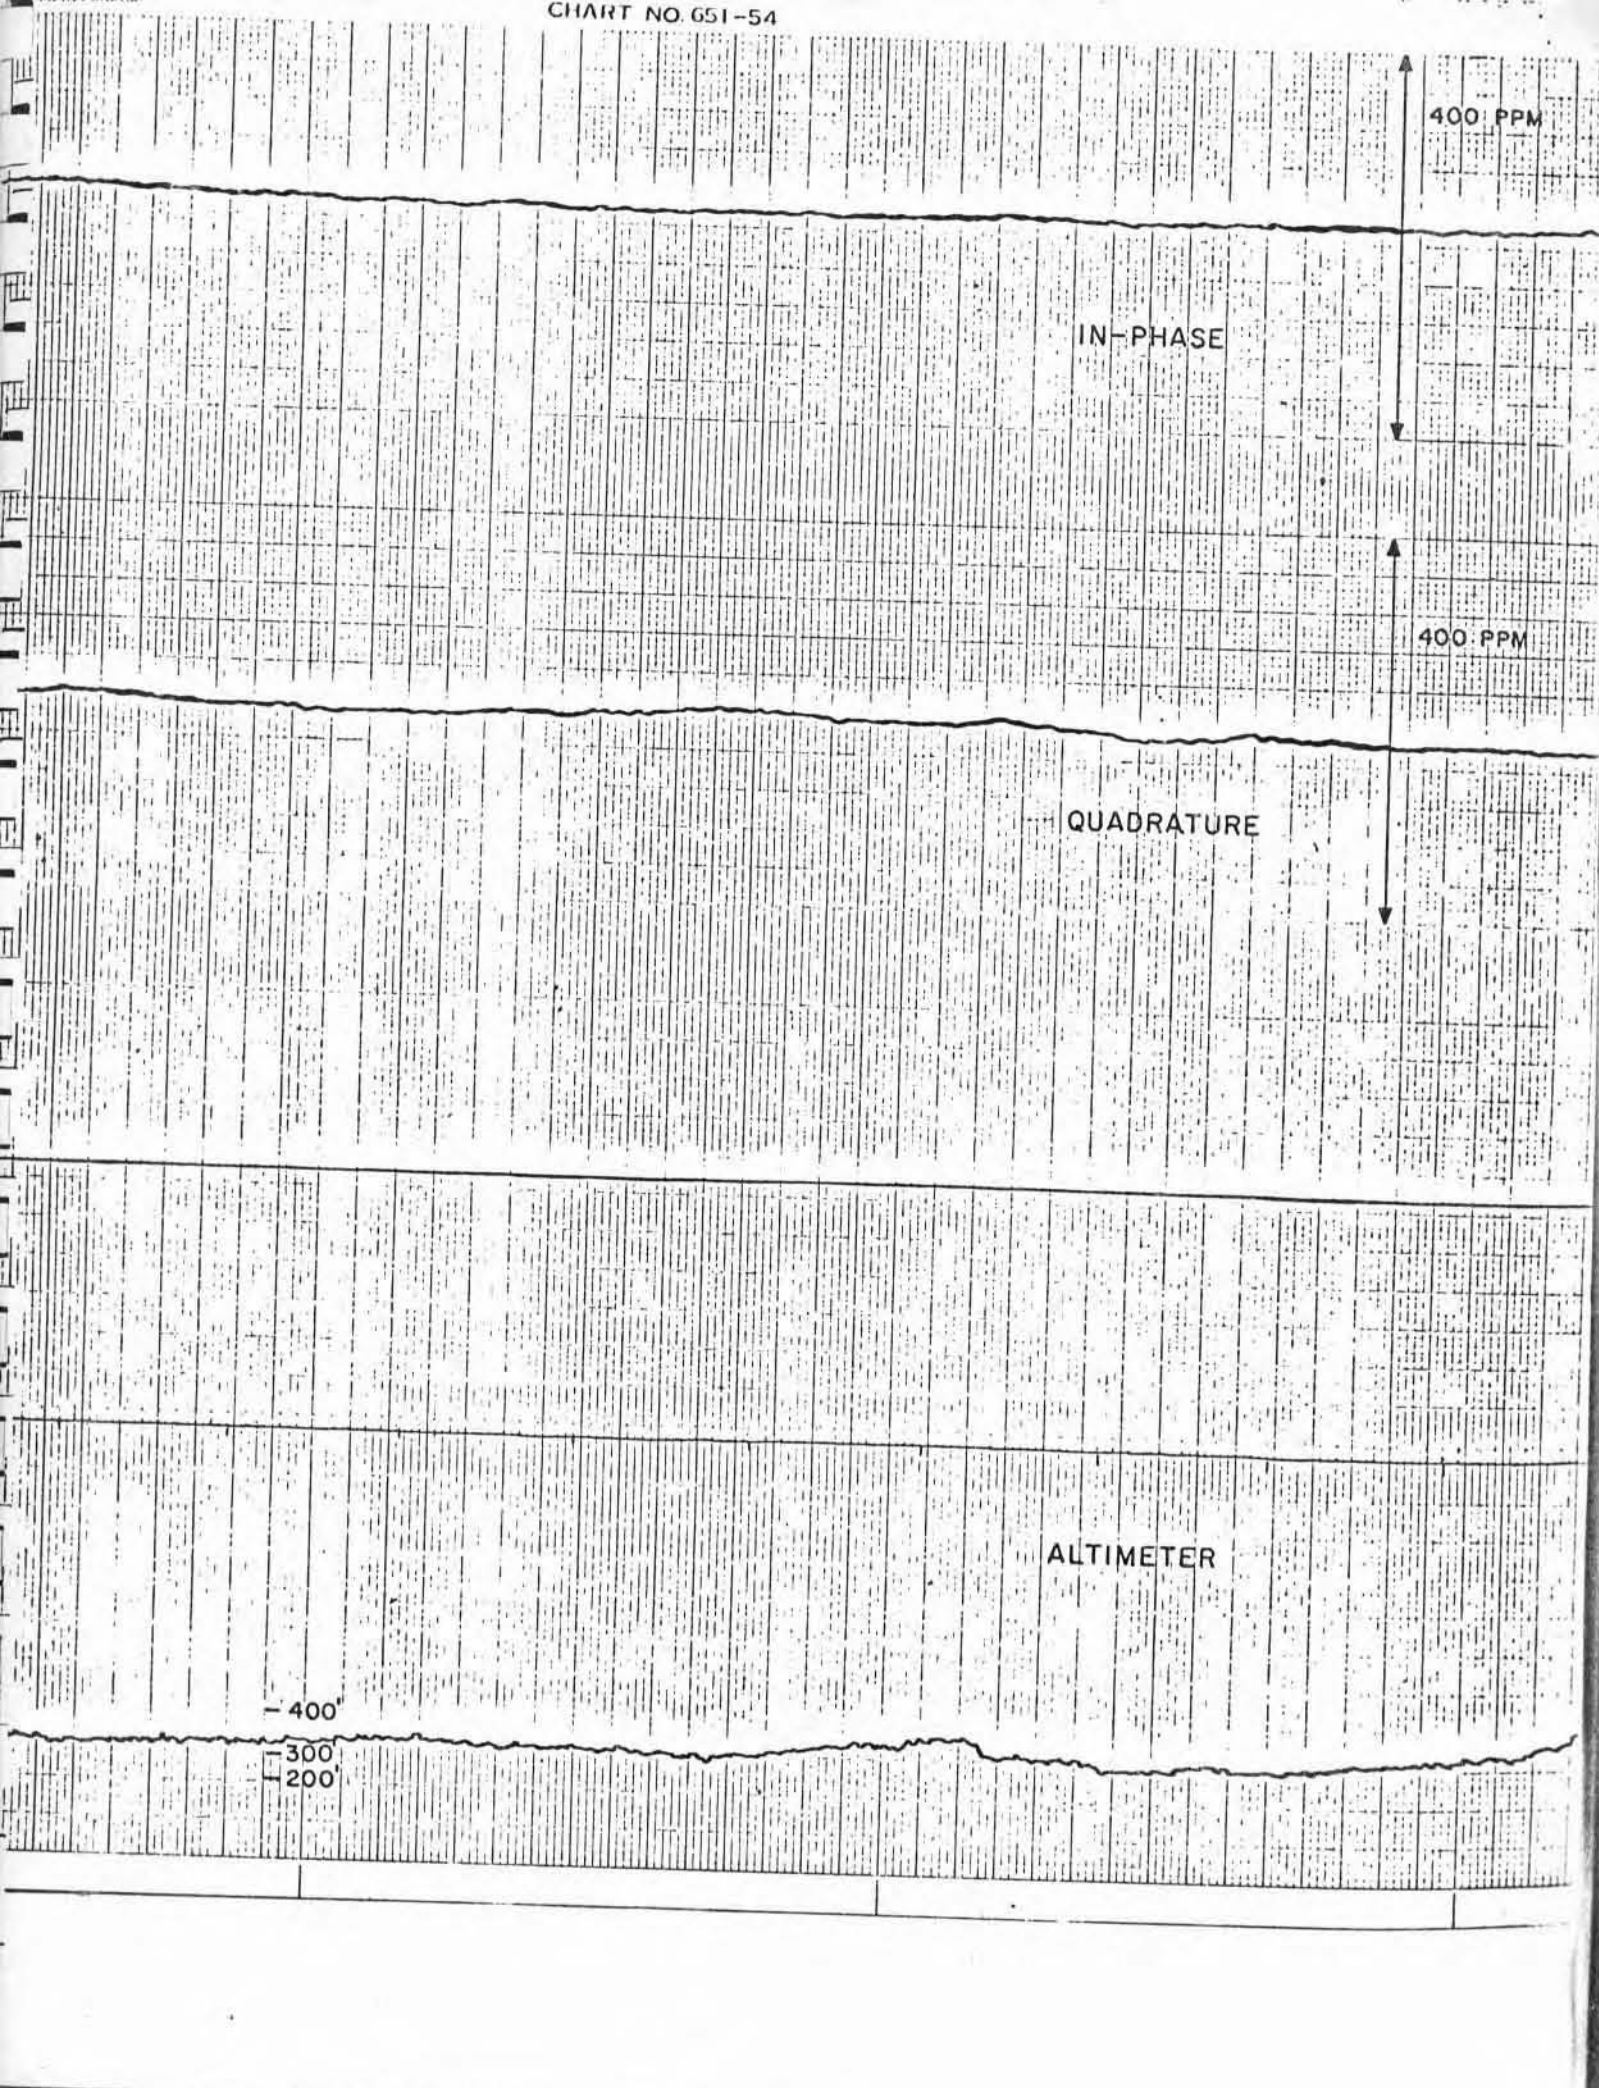 CHART NO. 651-54
400 PPM
IN-PHASE
400 PPM
QUADRATURE
ALTIMETER
400'
300'
200'